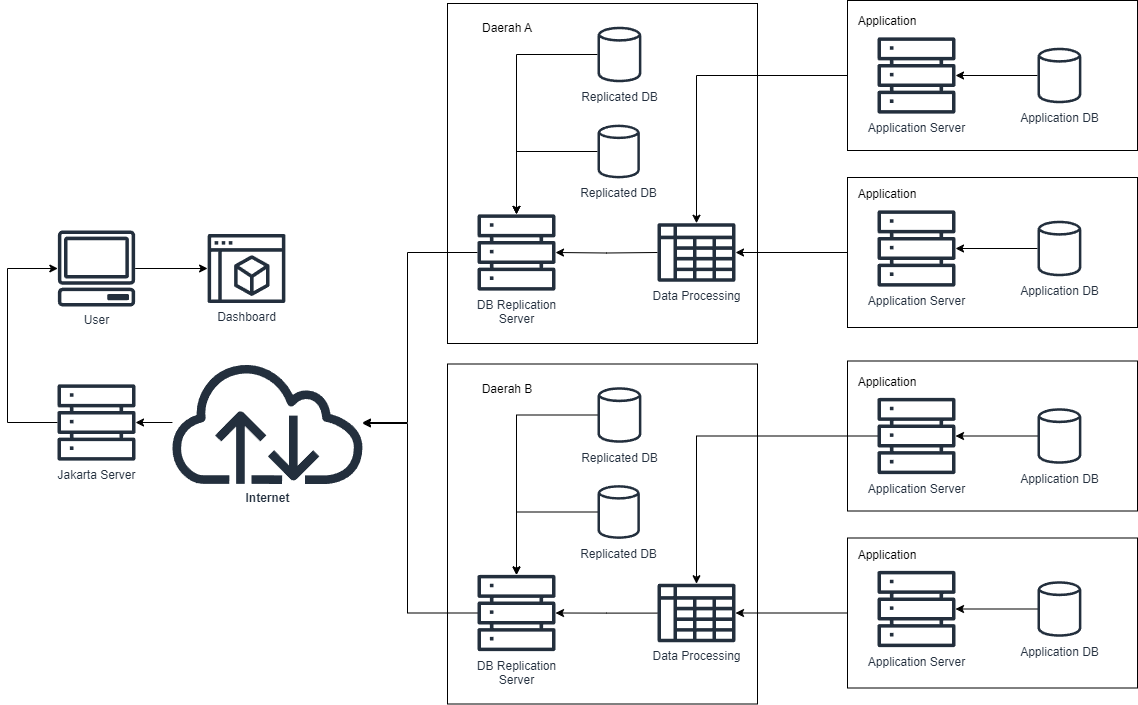 Daerah A
Replicated DB
Replicated DB
DB Replication
Server
Data Processing
Application
Application Server
Application DB
Application
Application Server
Application DB
User
Dashboard
Jakarta Server
Internet
Daerah B
Replicated DB
Replicated DB
DB Replication
Server
Data Processing
Application
Application Server
Application DB
Application
Application Server
Application DB